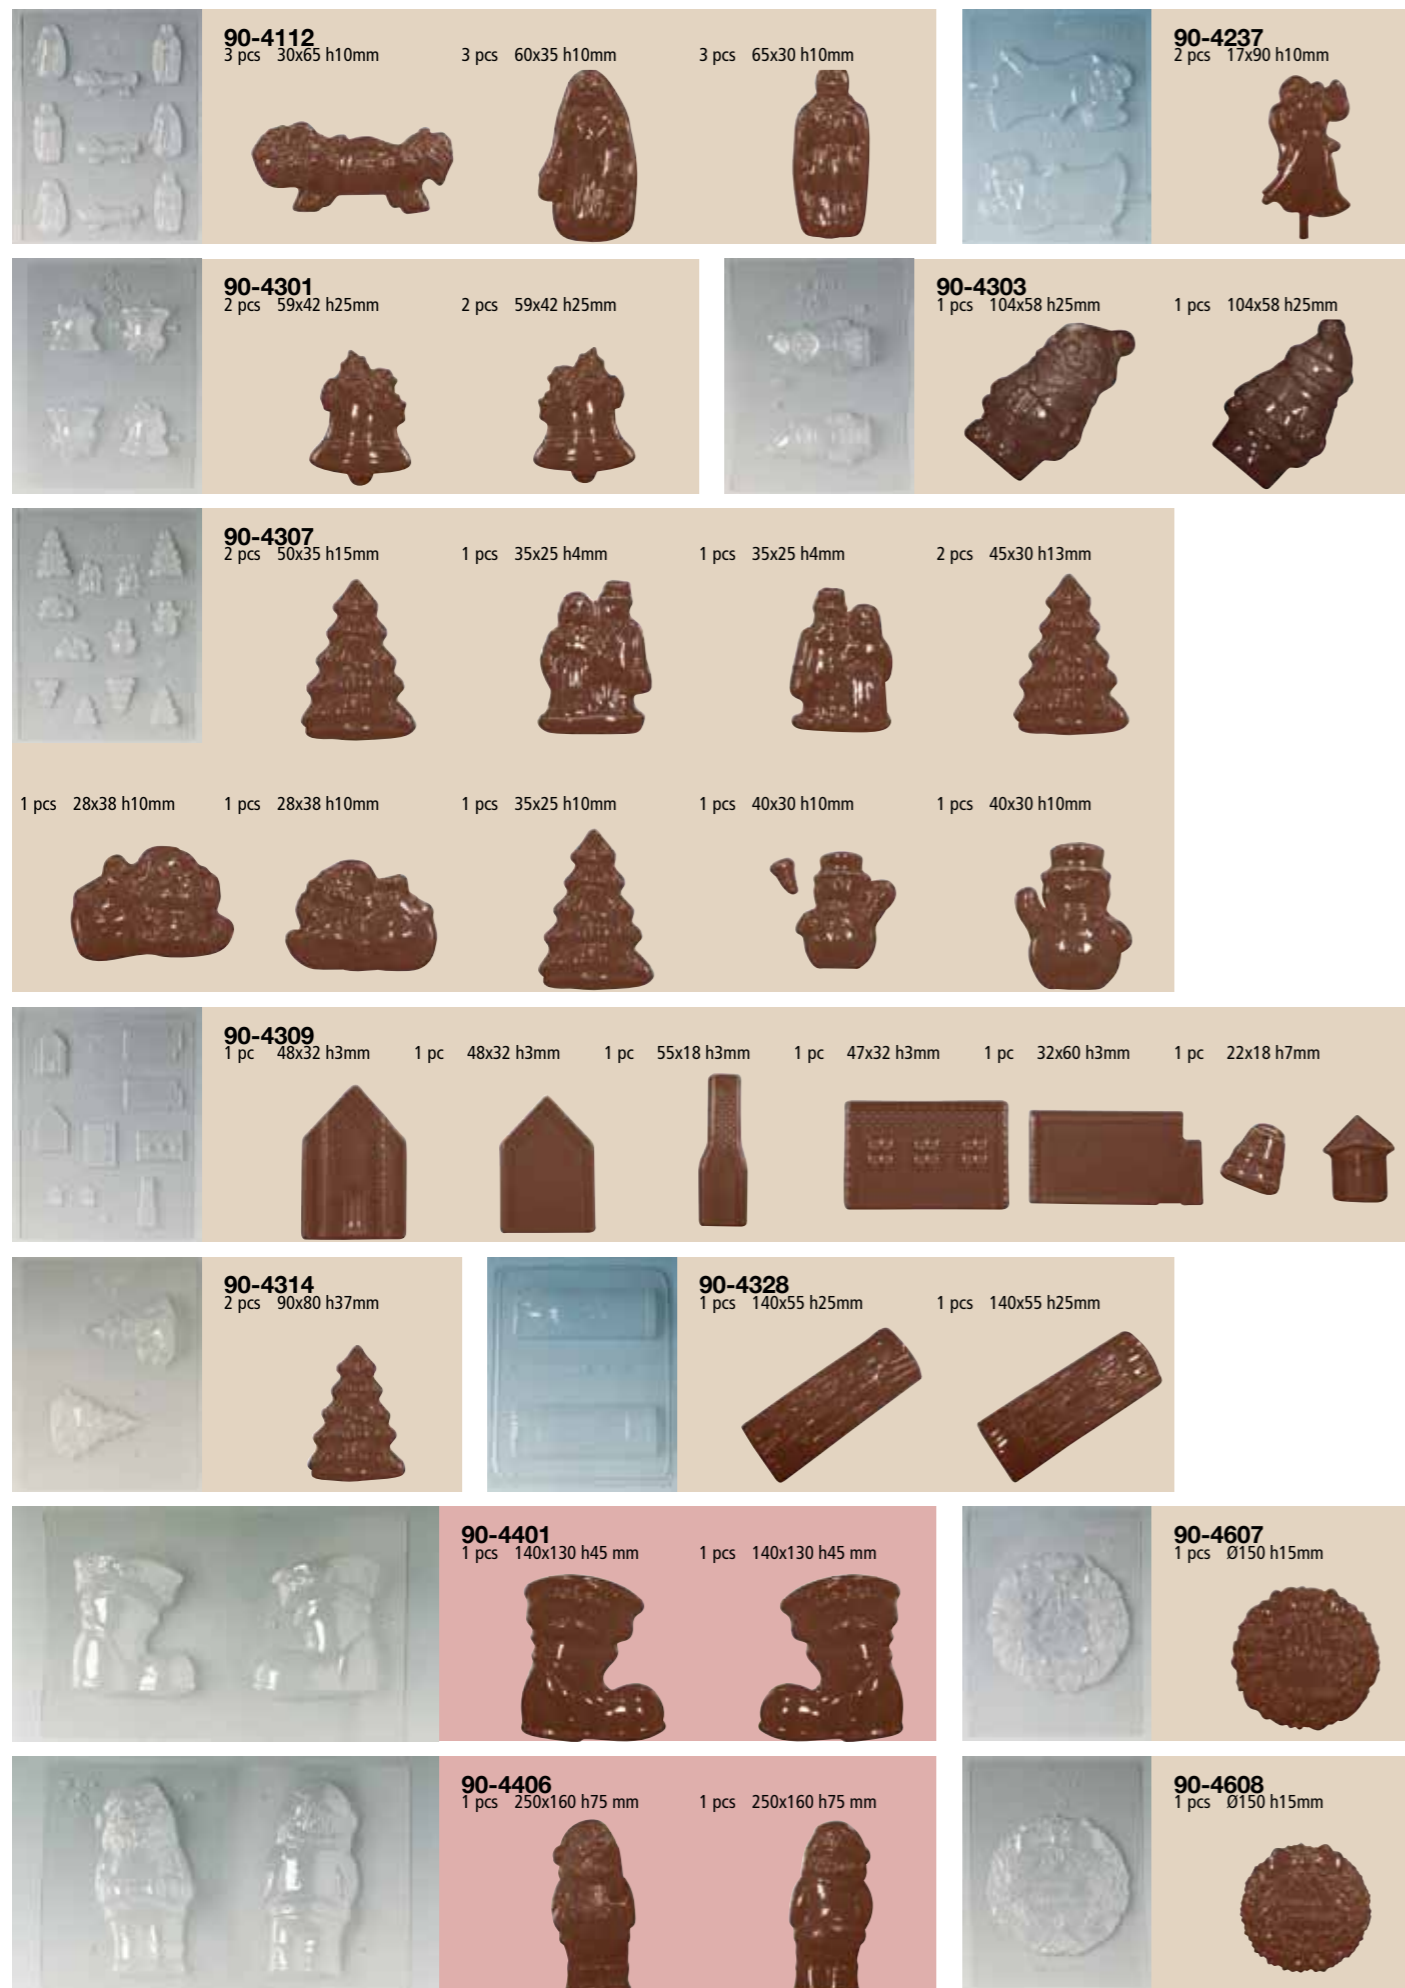 90-4112
3 pcs 30x65 h10mm 3 pcs 60x35 h10mm 3 pcs 65x30 h10mm
90-4237
2 pcs 17x90 h10mm
90-4301
2 pcs 59x42 h25mm 2 pcs 59x42 h25mm
90-4303
1 pcs 104x58 h25mm 1 pcs 104x58 h25mm
90-4307
2 pcs 50x35 h15mm 1 pcs 35x25 h4mm 1 pcs 35x25 h4mm 2 pcs 45x30 h13mm
1 pcs 28x38 h10mm 1 pcs 28x38 h10mm 1 pcs 35x25 h10mm 1 pcs 40x30 h10mm 1 pcs 40x30 h10mm
90-4309
1 pc 48x32 h3mm 1 pc 48x32 h3mm 1 pc 55x18 h3mm 1 pc 47x32 h3mm 1 pc 32x60 h3mm 1 pc 22x18 h7mm
90-4314
2 pcs 90x80 h37mm
90-4328
1 pcs 140x55 h25mm 1 pcs 140x55 h25mm
90-4401
1 pcs 140x130 h45 mm 1 pcs 140x130 h45 mm
90-4607
1 pcs Ø150 h15mm
90-4406
1 pcs 250x160 h75 mm 1 pcs 250x160 h75 mm
90-4608
1 pcs Ø150 h15mm